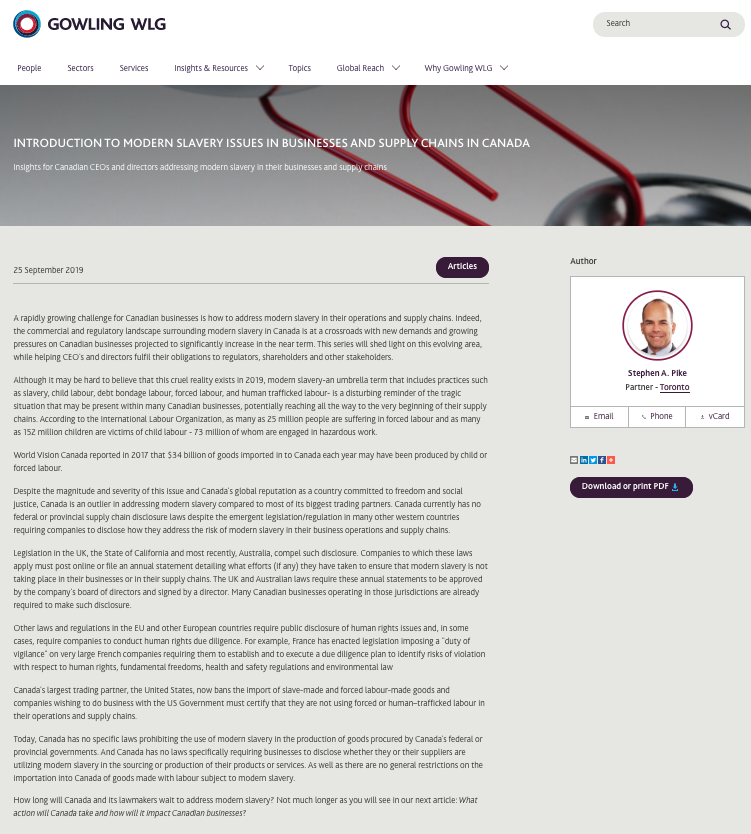 GOWLING WLG
Search
People Sectors Services Insights & Resources Topics Global Reach Why Gowling WLG
INTRODUCTION TO MODERN SLAVERY ISSUES IN BUSINESSES AND SUPPLY CHAINS IN CANADA
Insights for Canadian CEOs and directors addressing modern slavery in their businesses and supply chains
25 September 2019
Articles
A rapidly growing challenge for Canadian businesses is how to address modern slavery in their operations and supply chains. Indeed,
the commercial and regulatory landscape surrounding modern slavery in Canada is at a crossroads with new demands and growing
pressures on Canadian businesses projected to significantly increase in the near term. This series will shed light on this evolving area,
while helping CEO's and directors fulfil their obligations to regulators, shareholders and other stakeholders.
Although it may be hard to believe that this cruel reality exists in 2019, modern slavery-an umbrella term that includes practices such
as slavery, child labour, debt bondage labour, forced labour, and human trafficked labour- is a disturbing reminder of the tragic
situation that may be present within many Canadian businesses, potentially reaching all the way to the very beginning of their supply
chains. According to the International Labour Organization, as many as 25 million people are suffering in forced labour and as many
as 152 million children are victims of child labour - 73 million of whom are engaged in hazardous work.
World Vision Canada reported in 2017 that $34 billion of goods imported in to Canada each year may have been produced by child or
forced labour.
Despite the magnitude and severity of this issue and Canada's global reputation as a country committed to freedom and social
justice, Canada is an outlier in addressing modern slavery compared to most of its biggest trading partners. Canada currently has no
federal or provincial supply chain disclosure laws despite the emergent legislation/regulation in many other western countries
requiring companies to disclose how they address the risk of modern slavery in their business operations and supply chains.
Legislation in the UK, the State of California and most recently, Australia, compel such disclosure. Companies to which these laws
apply must post online or file an annual statement detailing what efforts (if any) they have taken to ensure that modern slavery is not
taking place in their businesses or in their supply chains. The UK and Australian laws require these annual statements to be approved
by the company's board of directors and signed by a director. Many Canadian businesses operating in those jurisdictions are already
required to make such disclosure.
Other laws and regulations in the EU and other European countries require public disclosure of human rights issues and, in some
cases, require companies to conduct human rights due diligence. For example, France has enacted legislation imposing a "duty of
vigilance" on very large French companies requiring them to establish and to execute a due diligence plan to identify risks of violation
with respect to human rights, fundamental freedoms, health and safety regulations and environmental law
Canada's largest trading partner, the United States, now bans the import of slave-made and forced labour-made goods and
companies wishing to do business with the US Government must certify that they are not using forced or human–trafficked labour in
their operations and supply chains.
Today, Canada has no specific laws prohibiting the use of modern slavery in the production of goods procured by Canada's federal or
provincial governments. And Canada has no laws specifically requiring businesses to disclose whether they or their suppliers are
utilizing modern slavery in the sourcing or production of their products or services. As well as there are no general restrictions on the
importation into Canada of goods made with labour subject to modern slavery.
How long will Canada and its lawmakers wait to address modern slavery? Not much longer as you will see in our next article: What
action will Canada take and how will it impact Canadian businesses?
Author
Stephen A. Pike
Partner - Toronto
Email Phone vCard
Download or print PDF